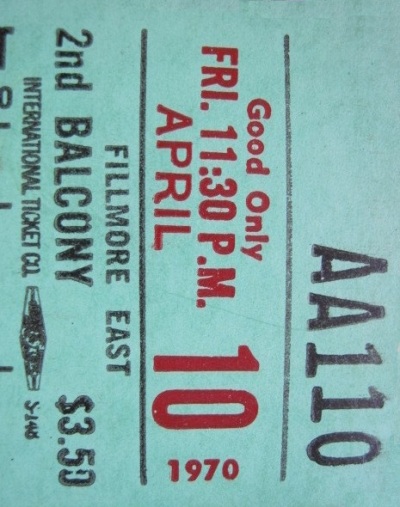 AA110
Good Only
FRI. 11:30 P.M.
APRIL 10
1970
FILLMORE EAST
2nd BALCONY $3.50
INTERNATIONAL TICKET CO.